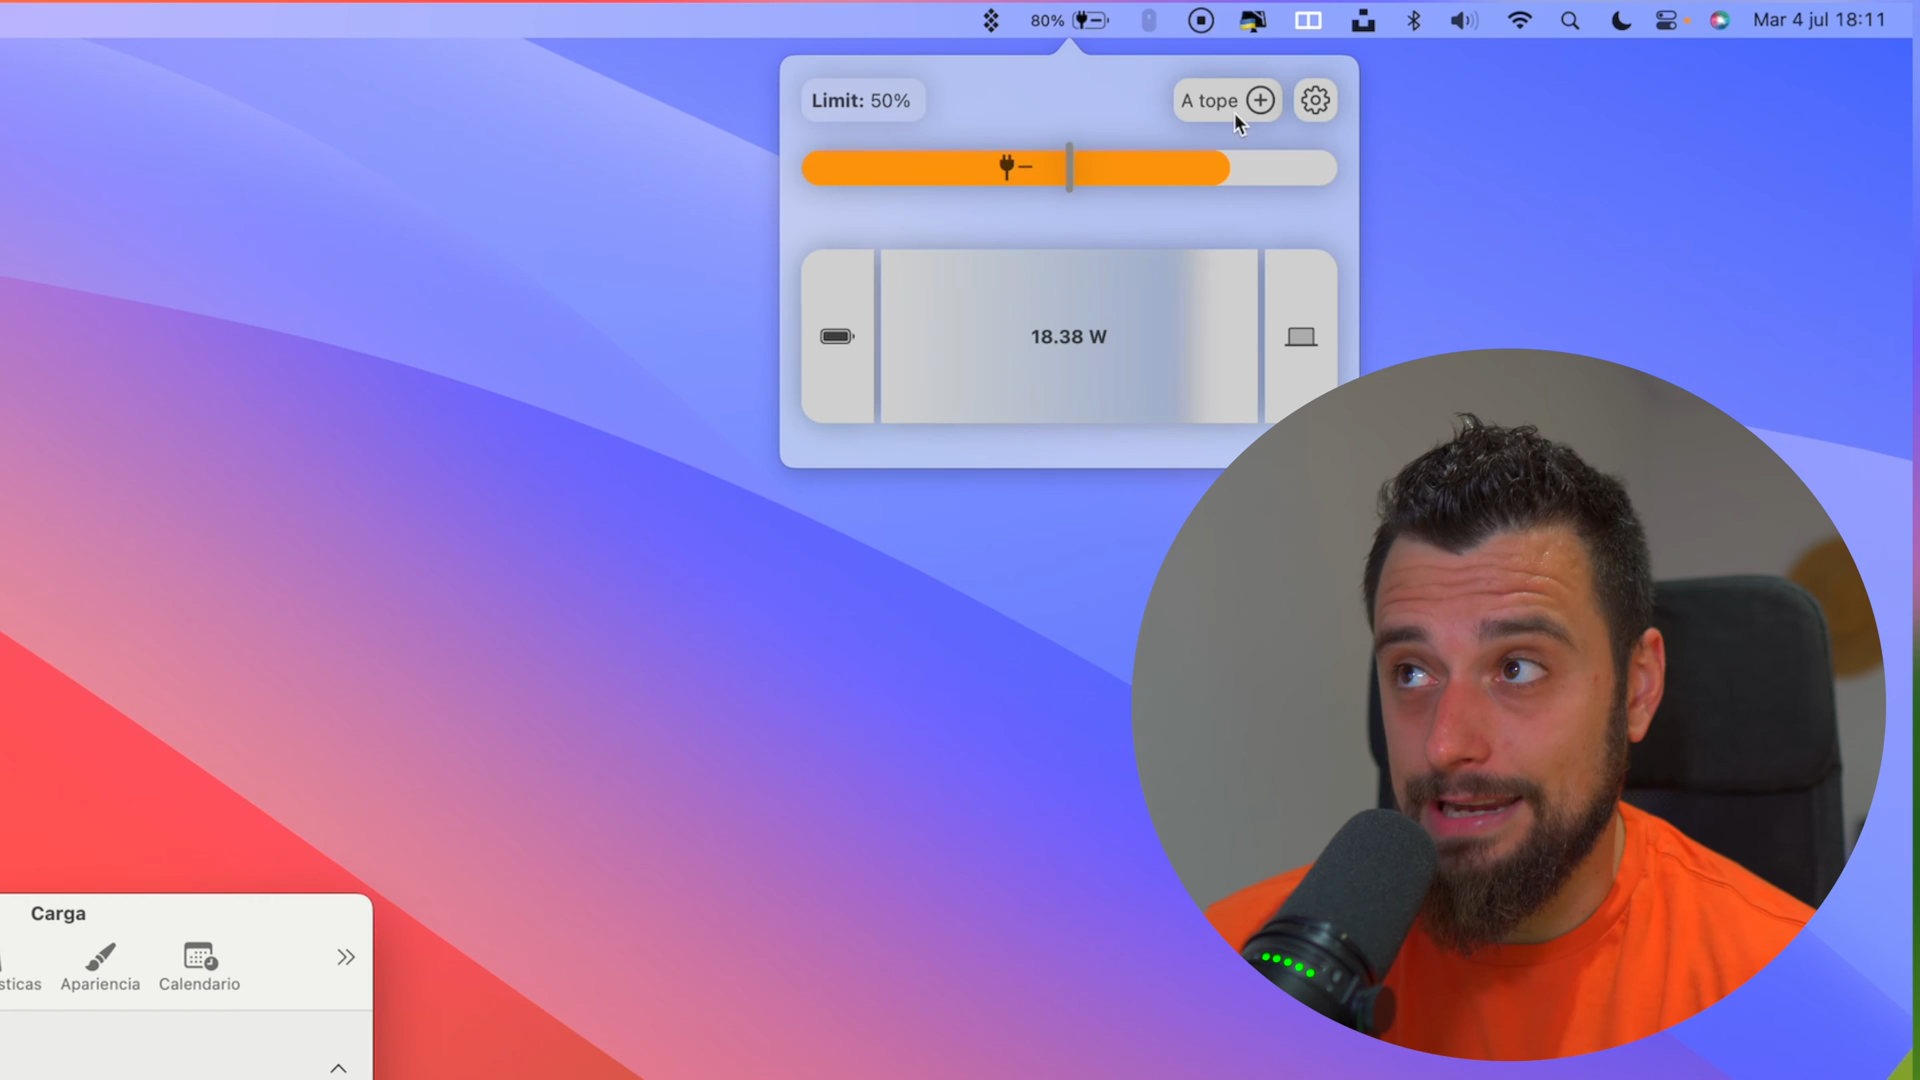 80%
Mar 4 jul 18:11
Limit: 50%
A tope
18.38 W
Carga
sticas
Apariencia
Calendario